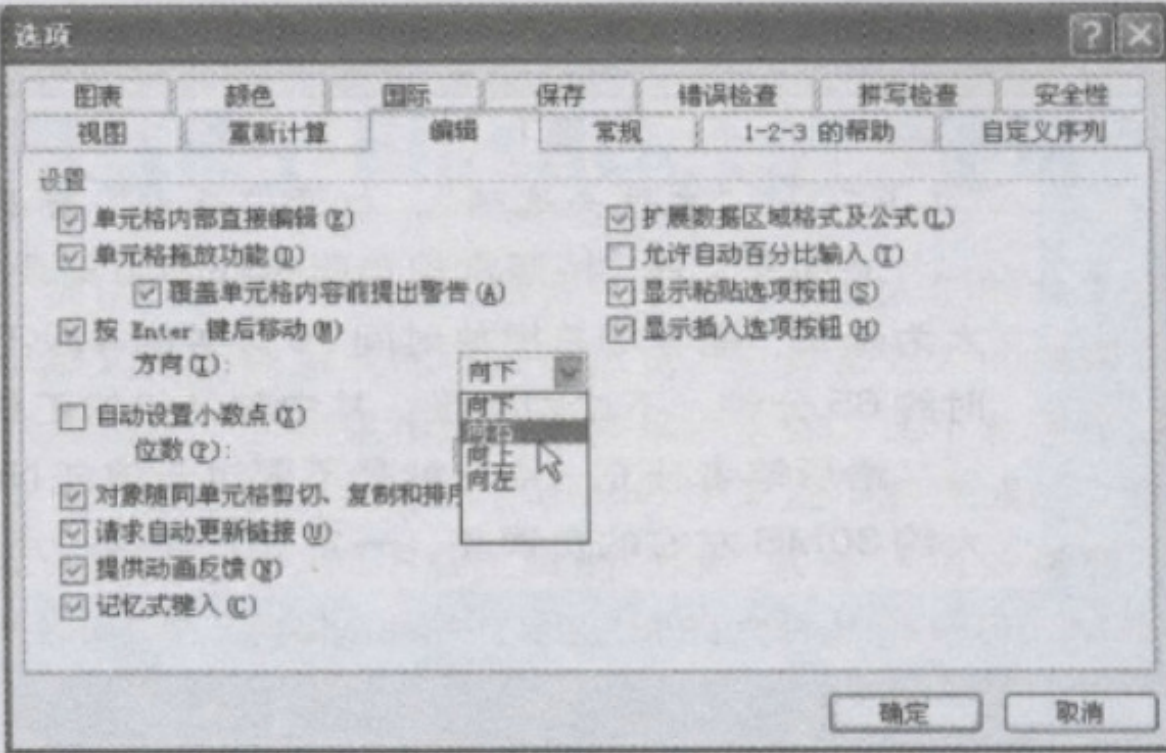 选项
图表 颜色 国际 保存 错误检查 拼写检查 安全性
视图 重新计算 编辑 常规 1-2-3 的帮助 自定义序列
设置
单元格内部直接编辑(E)
单元格拖放功能(D)
覆盖单元格内容前提出警告(A)
按 Enter 键后移动(M)
方向(I):
向下
向下
向右
向上
向左
自动设置小数点(X)
位数(P):
对象随同单元格剪切、复制和排序
请求自动更新链接(U)
提供动画反馈(N)
记忆式键入(C)
扩展数据区域格式及公式(L)
允许自动百分比输入(T)
显示粘贴选项按钮(S)
显示插入选项按钮(H)
确定 取消